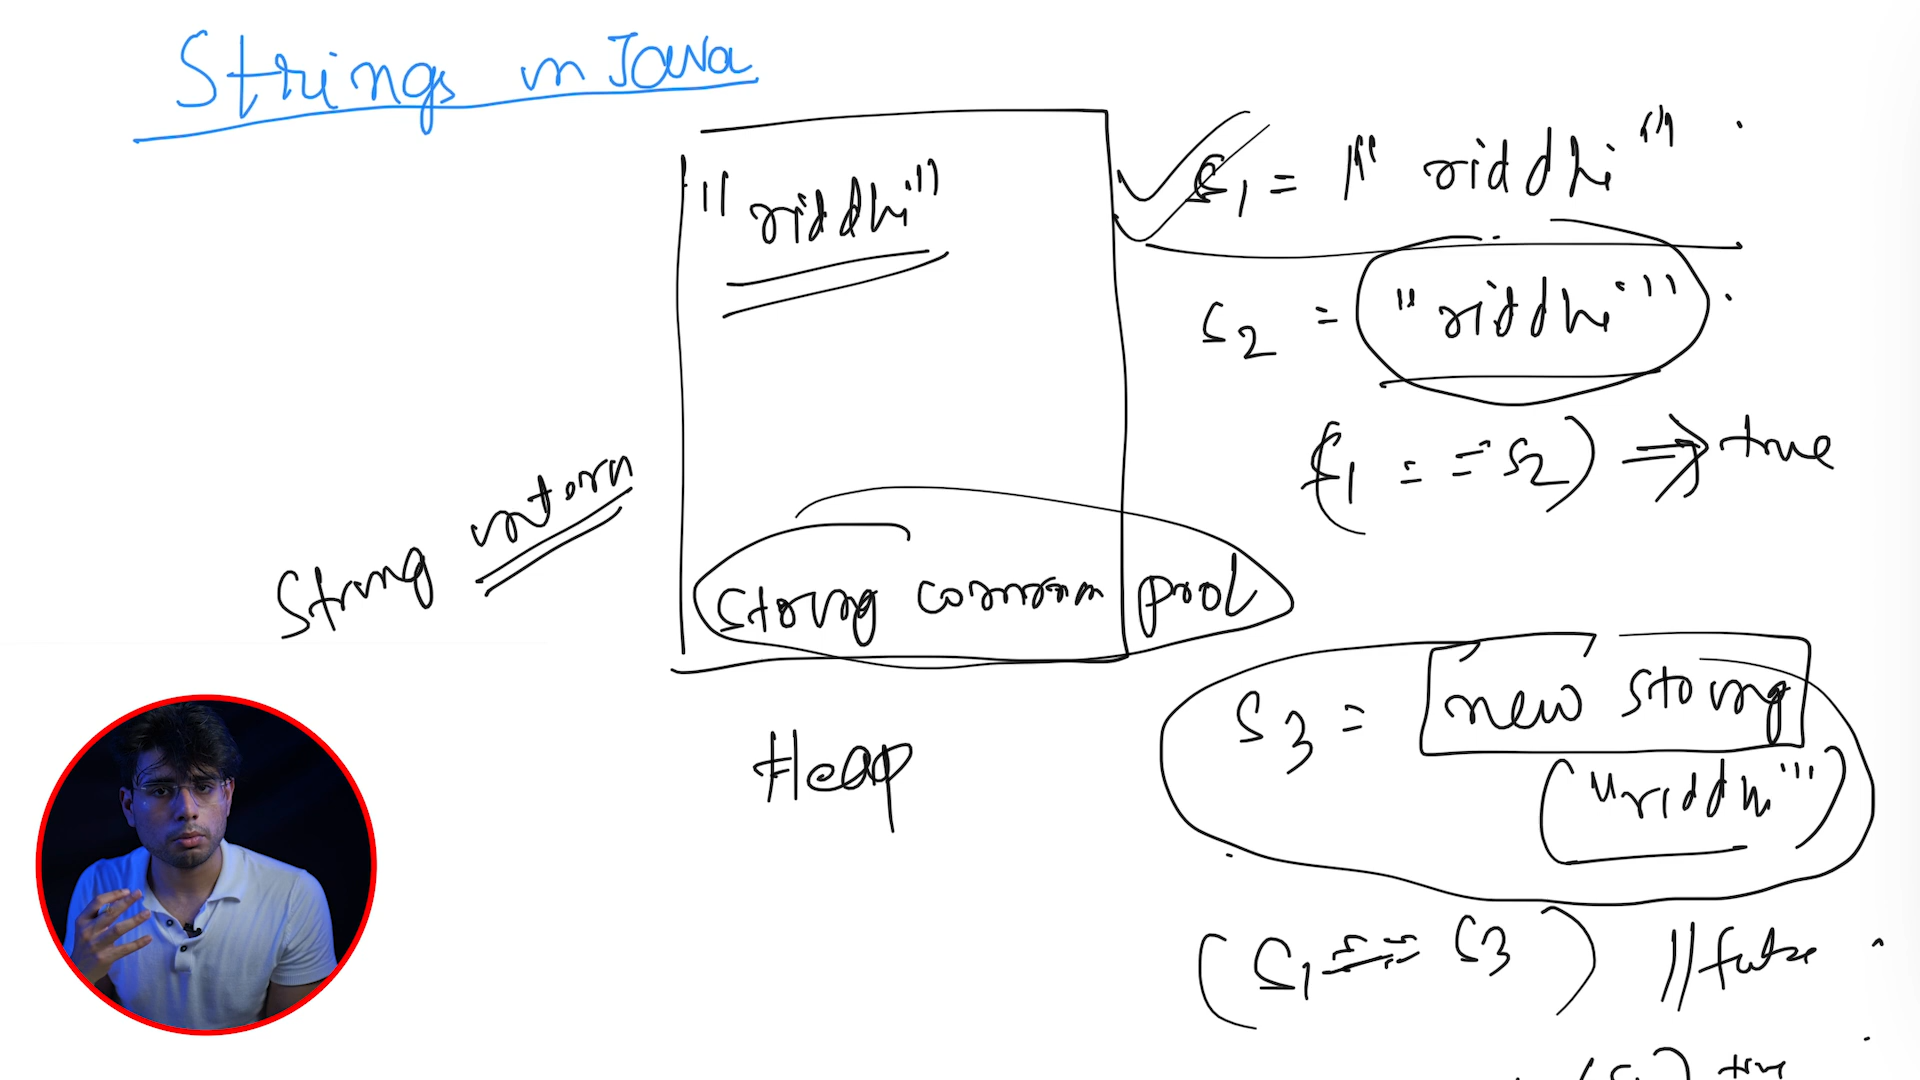 Strings in Java
"riddhi"
s1 = "riddhi"
s2 = "riddhi"
(s1 == s2) ⇒ true
String intern
String common pool
Heap
s3 = new String
("riddhi")
(s1 == s3) //false
true